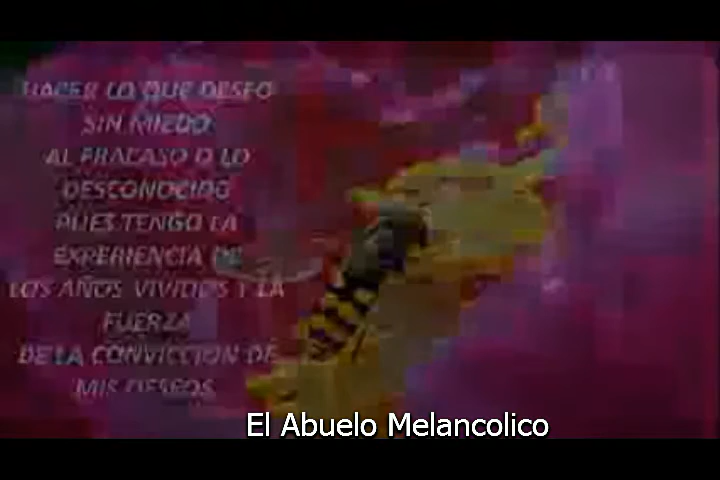 HACER LO QUE DESEO
SIN MIEDO
AL FRACASO O LO
DESCONOCIDO
PUES TENGO LA
EXPERIENCIA DE
LOS AÑOS VIVIDOS Y LA
FUERZA
DE LA CONVICCION DE
MIS DESEOS
El Abuelo Melancolico